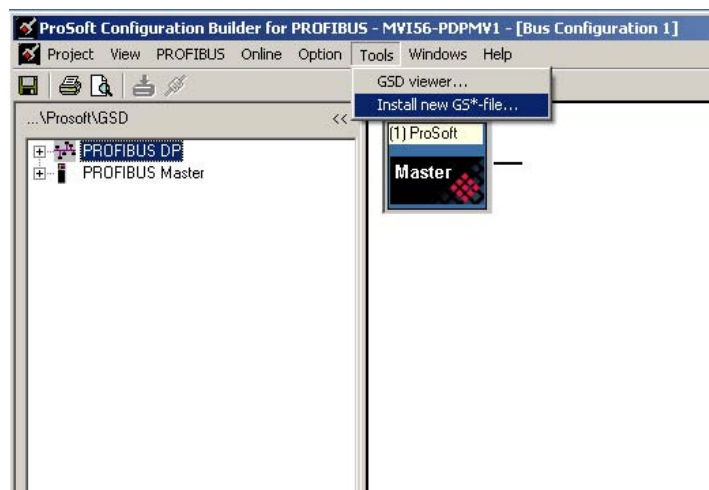 ProSoft Configuration Builder for PROFIBUS - MVI56-PDPMV1 - [Bus Configuration 1]
Project View PROFIBUS Online Option Tools Windows Help
GSD viewer...
Install new GS*-file...
...\Prosoft\GSD <<
PROFIBUS DP
PROFIBUS Master
(1) ProSoft
Master